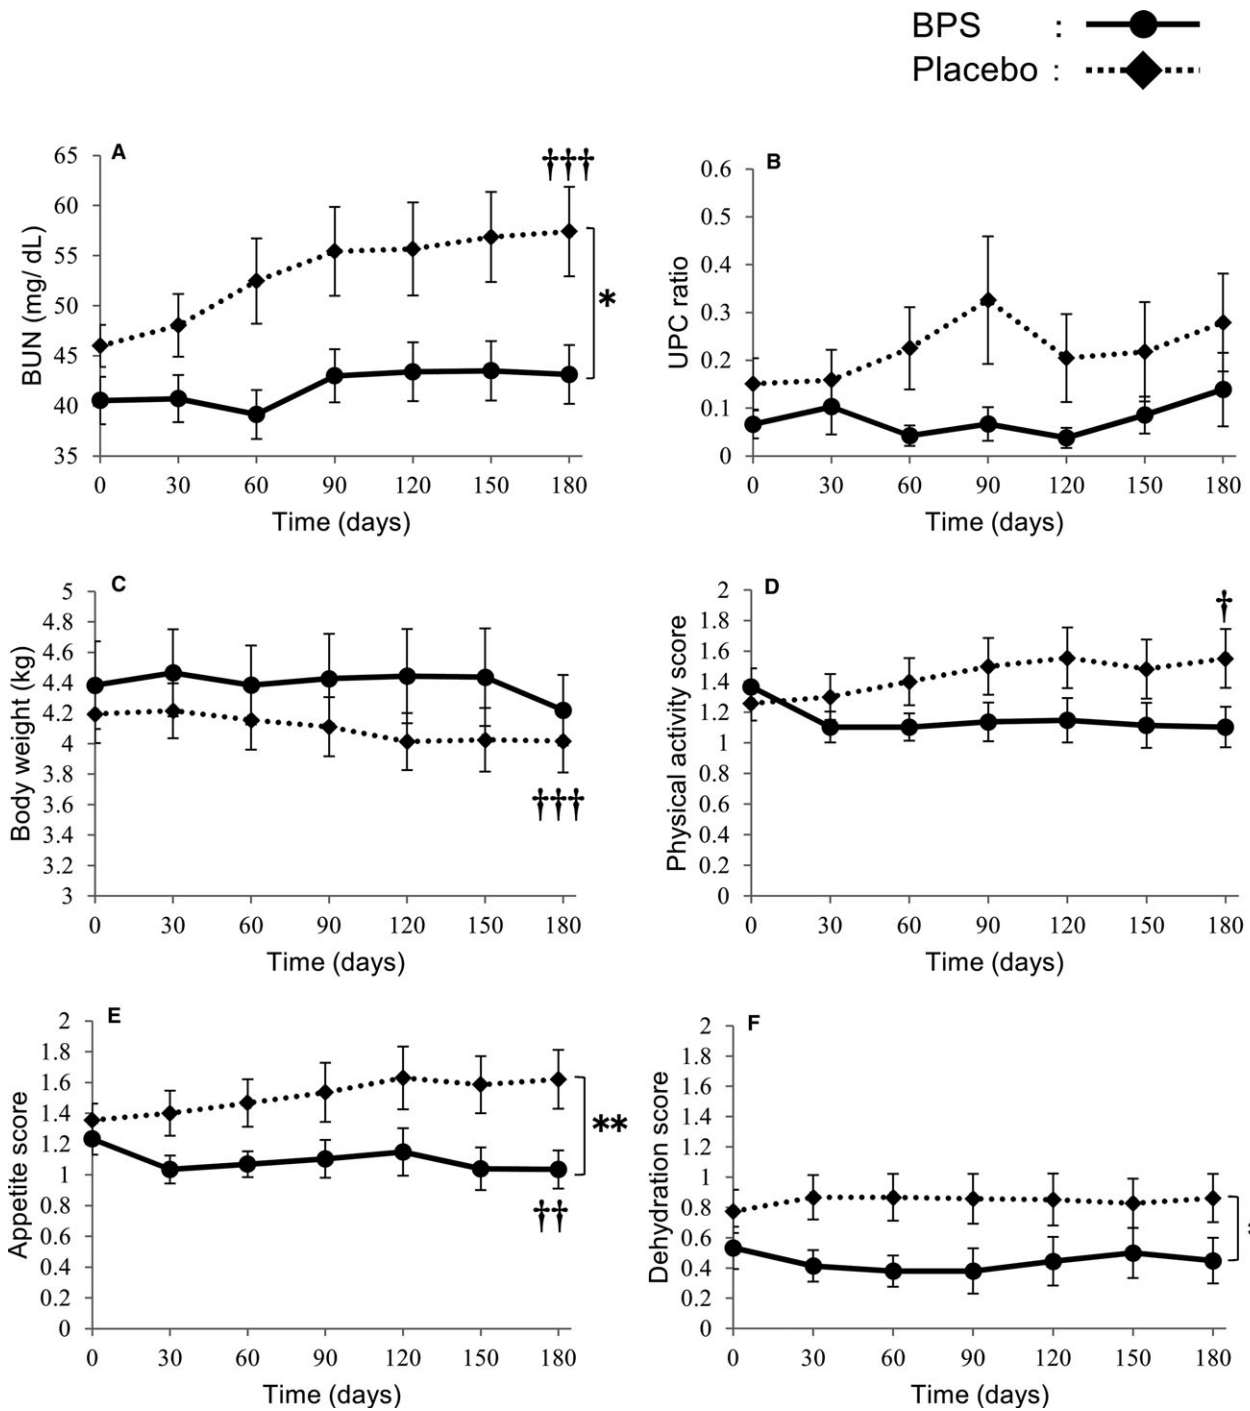 BPS :
Placebo :
A
65
60
55
50
45
40
35
BUN (mg/ dL)
†††
*
0 30 60 90 120 150 180
Time (days)
B
0.6
0.5
0.4
0.3
0.2
0.1
0
UPC ratio
0 30 60 90 120 150 180
Time (days)
C
5
4.8
4.6
4.4
4.2
4
3.8
3.6
3.4
3.2
3
Body weight (kg)
†††
0 30 60 90 120 150 180
Time (days)
D
2
1.8
1.6
1.4
1.2
1
0.8
0.6
0.4
0.2
0
Physical activity score
†
0 30 60 90 120 150 180
Time (days)
E
2
1.8
1.6
1.4
1.2
1
0.8
0.6
0.4
0.2
0
Appetite score
**
††
0 30 60 90 120 150 180
Time (days)
F
2
1.8
1.6
1.4
1.2
1
0.8
0.6
0.4
0.2
0
Dehydration score
0 30 60 90 120 150 180
Time (days)